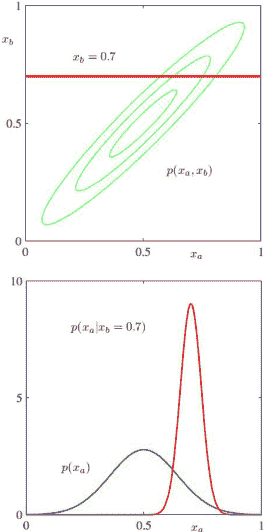 1
x_b
x_b = 0.7
0.5
p(x_a, x_b)
0
0 0.5 x_a 1
10
p(x_a|x_b = 0.7)
5
p(x_a)
0
0 0.5 x_a 1